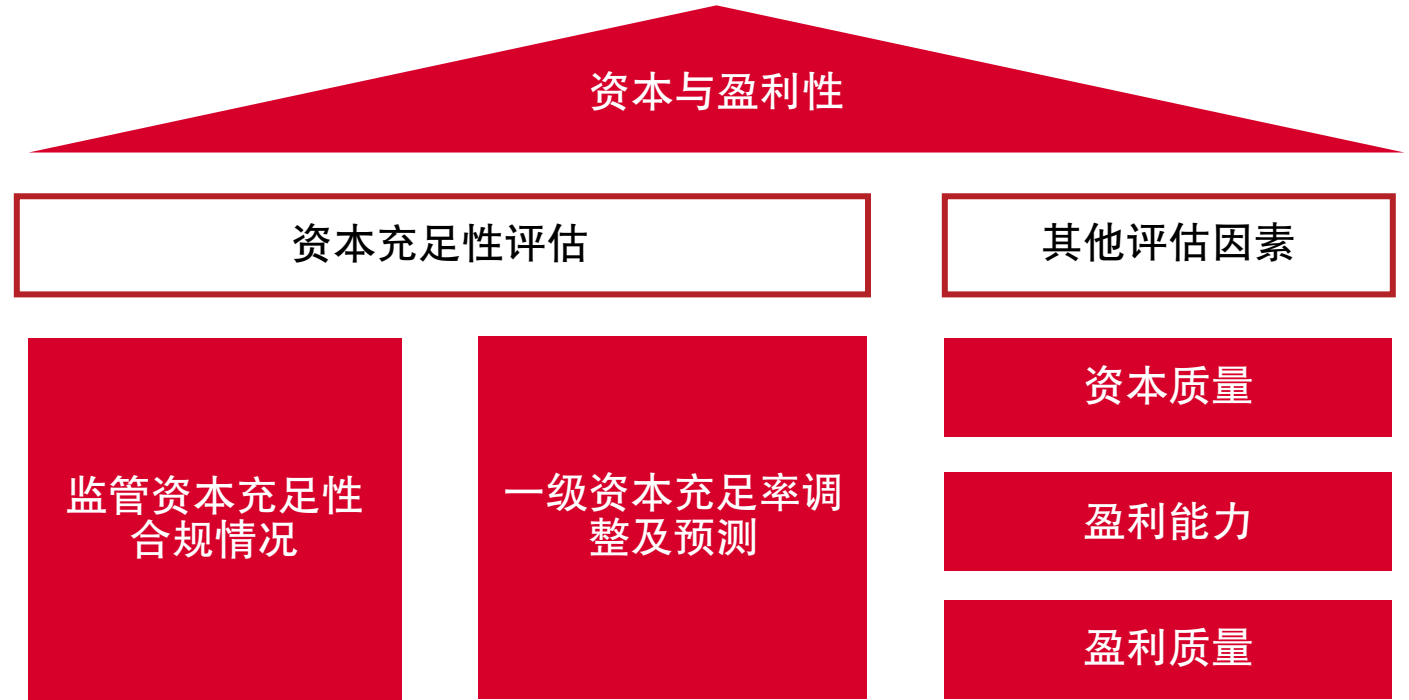 资本与盈利性
资本充足性评估
其他评估因素
监管资本充足性
合规情况
一级资本充足率调
整及预测
资本质量
盈利能力
盈利质量